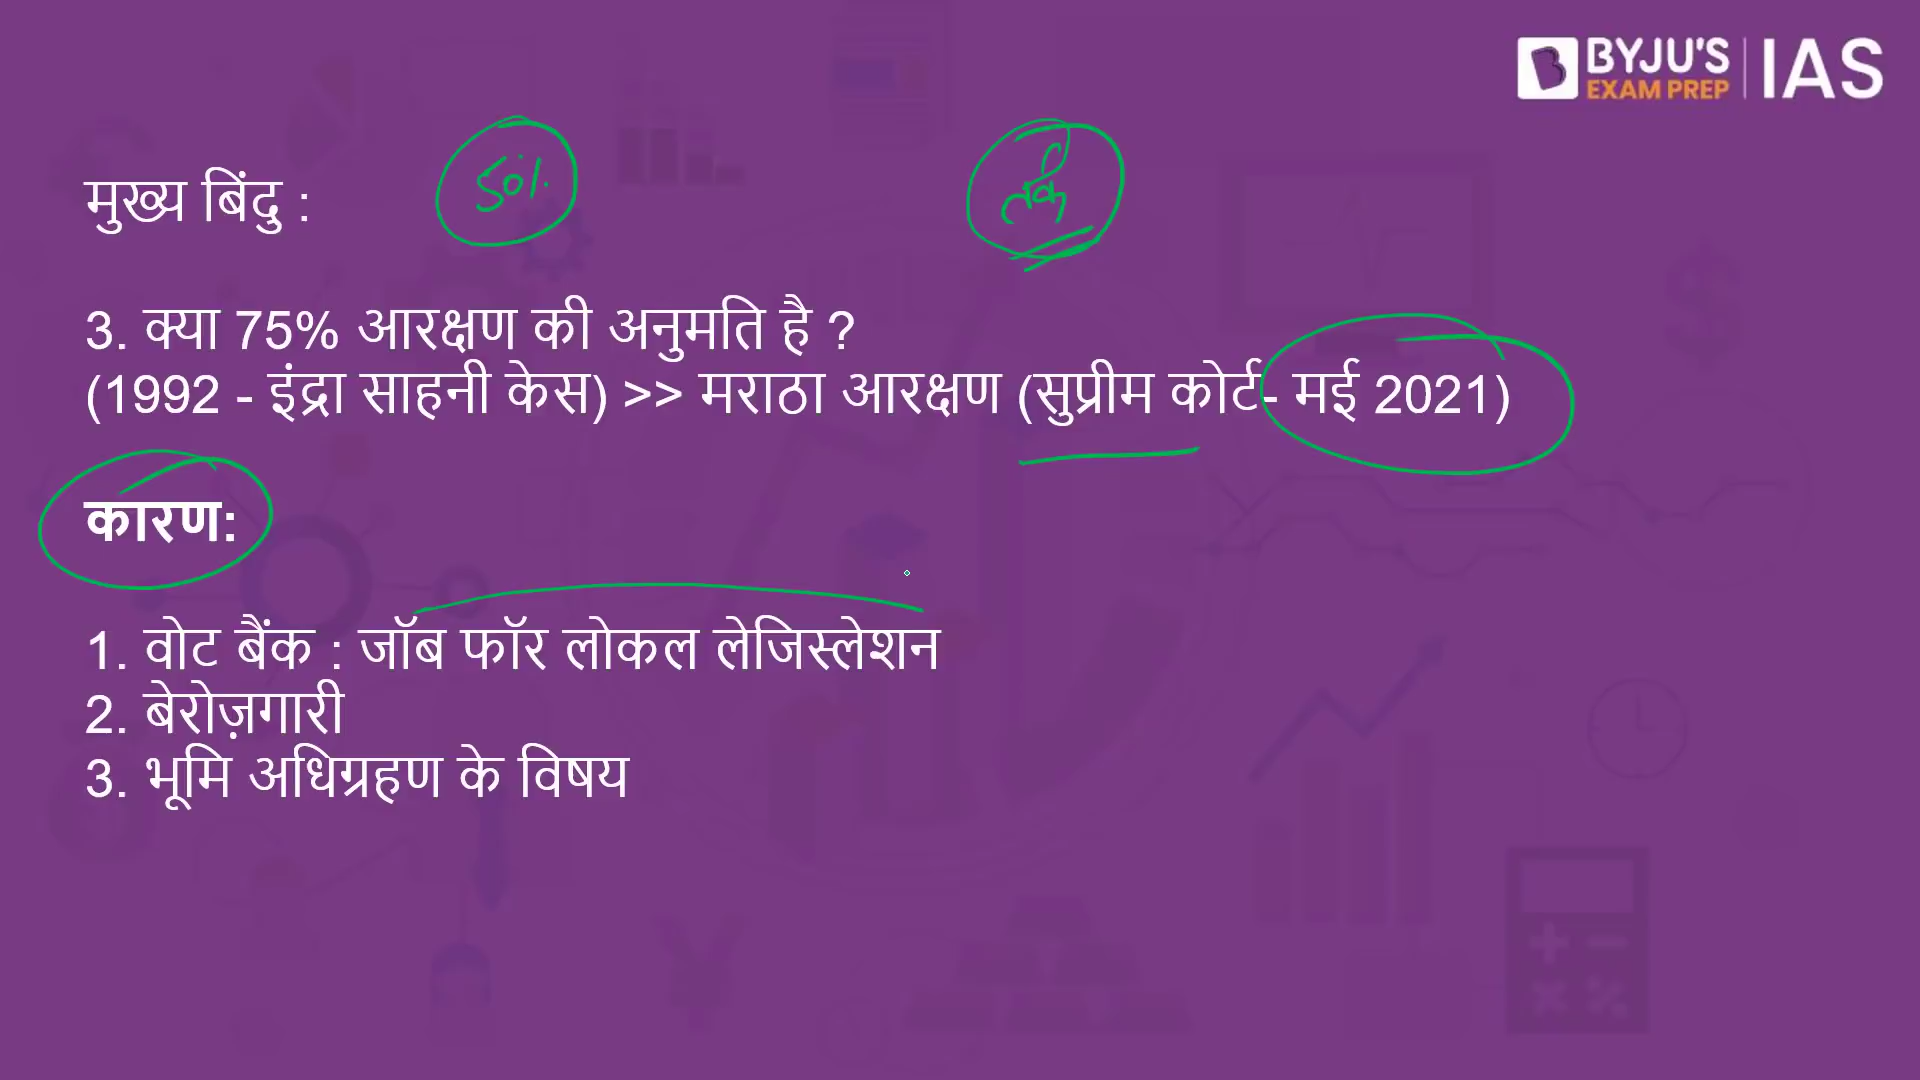 BYJU'S
EXAM PREP
IAS
50%
तर्क
मुख्य बिंदु :
3. क्या 75% आरक्षण की अनुमति है ?
(1992 - इंद्रा साहनी केस) >> मराठा आरक्षण (सुप्रीम कोर्ट- मई 2021)
कारण:
1. वोट बैंक : जॉब फॉर लोकल लेजिस्लेशन
2. बेरोज़गारी
3. भूमि अधिग्रहण के विषय